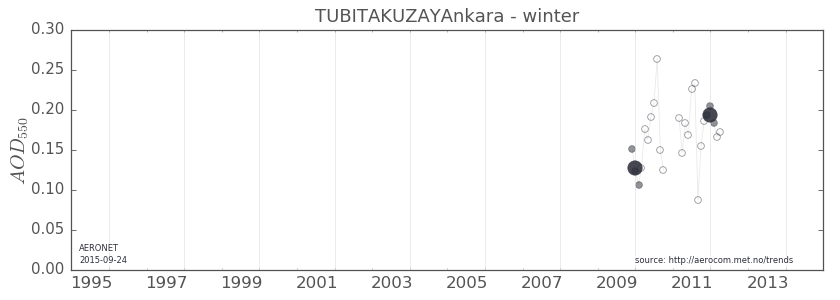 TUBITAKUZAYAnkara - winter
0.30
0.25
0.20
0.15
0.10
0.05
0.00
AOD550
AERONET
2015-09-24
source: http://aerocom.met.no/trends
1995 1997 1999 2001 2003 2005 2007 2009 2011 2013